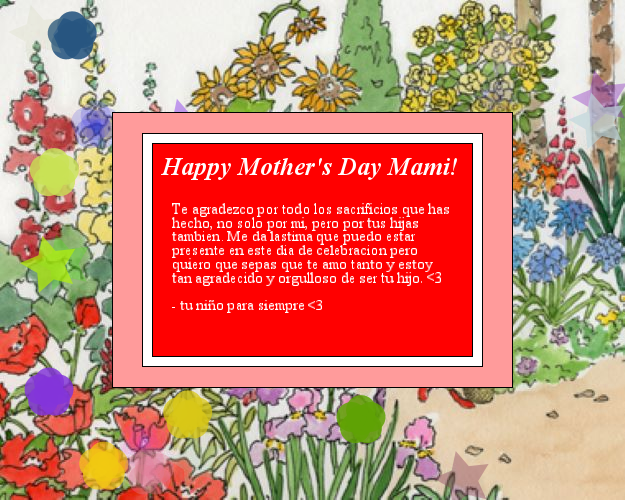 Happy Mother's Day Mami!
Te agradezco por todo los sacrificios que has
hecho, no solo por mi, pero por tus hijas
tambien. Me da lastima que puedo estar
presente en este dia de celebracion pero
quiero que sepas que te amo tanto y estoy
tan agradecido y orgulloso de ser tu hijo. <3
- tu niño para siempre <3